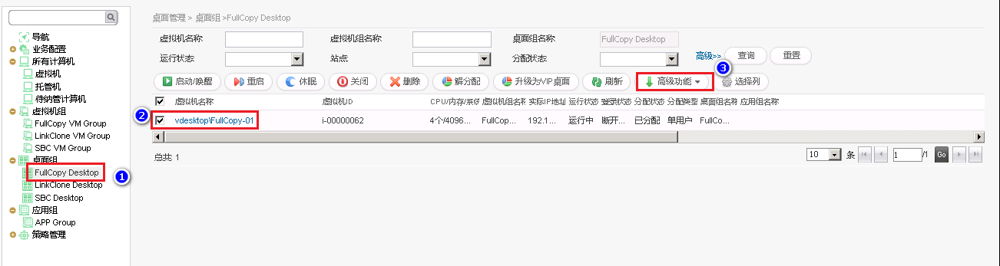 导航
业务配置
所有计算机
虚拟机
托管机
待纳管计算机
虚拟机组
FullCopy VM Group
LinkClone VM Group
SBC VM Group
桌面组
FullCopy Desktop
1
LinkClone Desktop
SBC Desktop
应用组
APP Group
策略管理
桌面管理 > 桌面组 >FullCopy Desktop
虚拟机名称 虚拟机组名称 桌面组名称 FullCopy Desktop
运行状态 站点 分配状态 高级>> 查询 重置
3
启动/唤醒 重启 休眠 关闭 删除 解分配 升级为VIP桌面 刷新 高级功能 选择列
虚拟机名称 虚拟机ID CPU/内存/系统 虚拟机组名称 实际IP地址 运行状态 登录状态 分配状态 分配类型 桌面组名称 应用组名称
2
vdesktop\FullCopy-01 i-00000062 4个/4096... FullCop... 192.1... 运行中 断开... 已分配 单用户 FullCo...
总共: 1
10 条 1 /1 Go